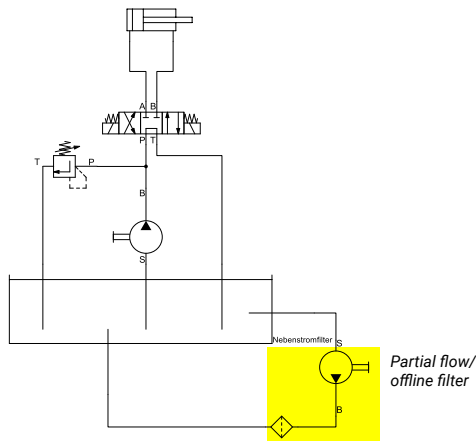 A B
P T
T P
B
S
Nebenstromfilter
S
Partial flow/
offline filter
B